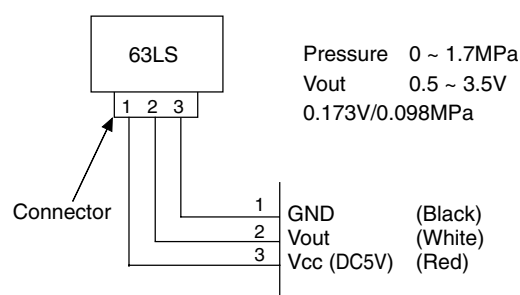 63LS
Pressure 0 ~ 1.7MPa
Vout 0.5 ~ 3.5V
0.173V/0.098MPa
1 2 3
Connector
1 GND (Black)
2 Vout (White)
3 Vcc (DC5V) (Red)